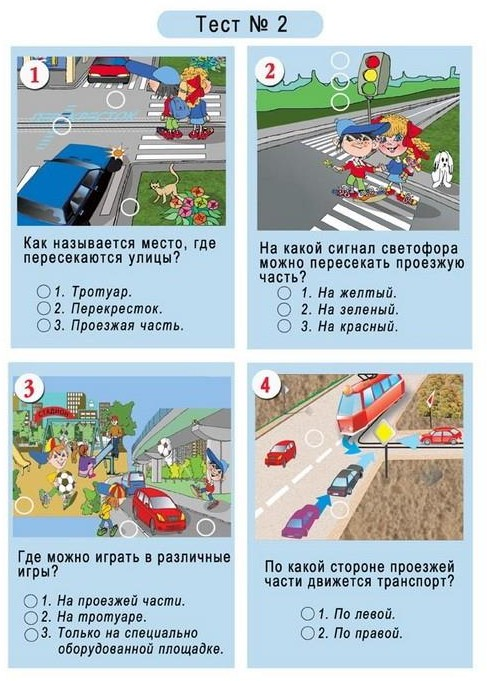 Тест № 2
1
ПЕРЕКРЕСТОК
Как называется место, где
пересекаются улицы?
1. Тротуар.
2. Перекресток.
3. Проезжая часть.
2
На какой сигнал светофора
можно пересекать проезжую
часть?
1. На желтый.
2. На зеленый.
3. На красный.
3
СТАДИОН
Где можно играть в различные
игры?
1. На проезжей части.
2. На тротуаре.
3. Только на специально
оборудованной площадке.
4
По какой стороне проезжей
части движется транспорт?
1. По левой.
2. По правой.